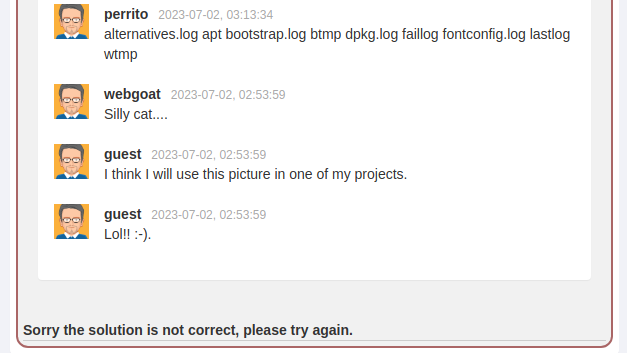 perrito 2023-07-02, 03:13:34
alternatives.log apt bootstrap.log btmp dpkg.log faillog fontconfig.log lastlog
wtmp
webgoat 2023-07-02, 02:53:59
Silly cat....
guest 2023-07-02, 02:53:59
I think I will use this picture in one of my projects.
guest 2023-07-02, 02:53:59
Lol!! :-).
Sorry the solution is not correct, please try again.